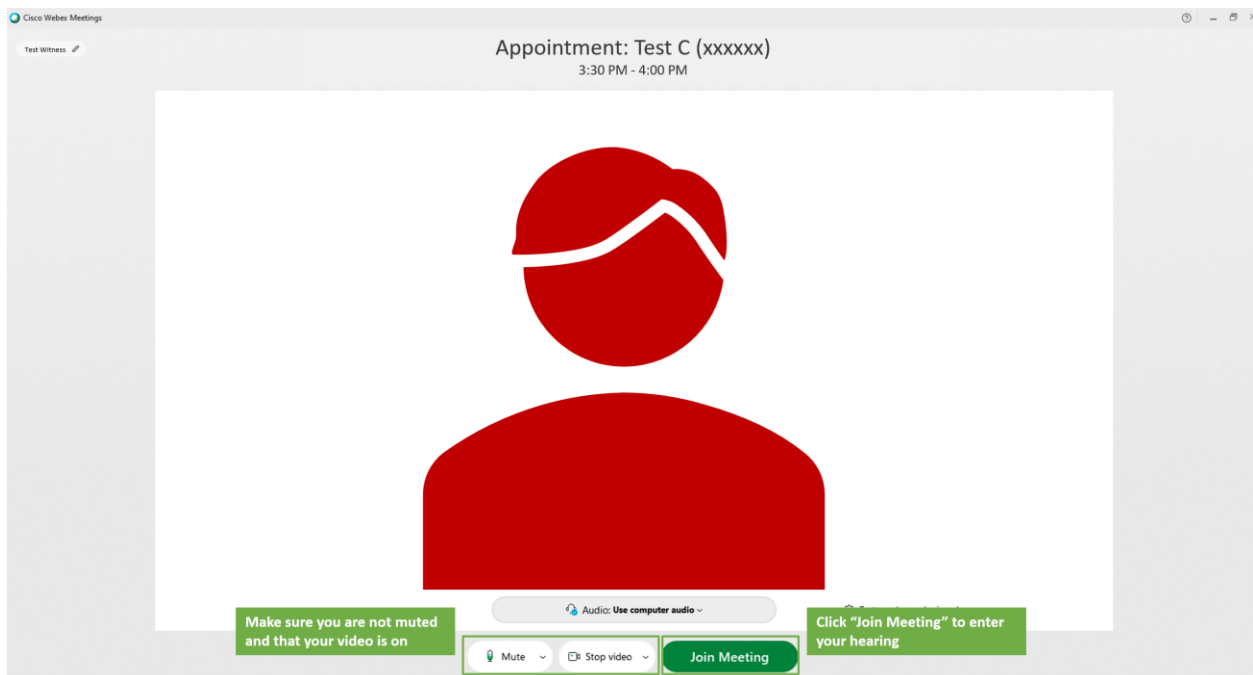 Cisco Webex Meetings
Test Witness
Appointment: Test C (xxxxxx)
3:30 PM - 4:00 PM
Audio: Use computer audio
Make sure you are not muted
and that your video is on
Click "Join Meeting" to enter
your hearing
Mute
Stop video
Join Meeting